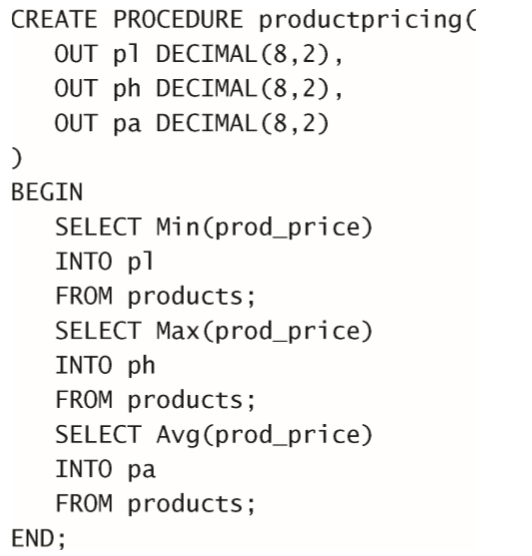 CREATE PROCEDURE productpricing(
OUT pl DECIMAL(8,2),
OUT ph DECIMAL(8,2),
OUT pa DECIMAL(8,2)
)
BEGIN
SELECT Min(prod_price)
INTO pl
FROM products;
SELECT Max(prod_price)
INTO ph
FROM products;
SELECT Avg(prod_price)
INTO pa
FROM products;
END;